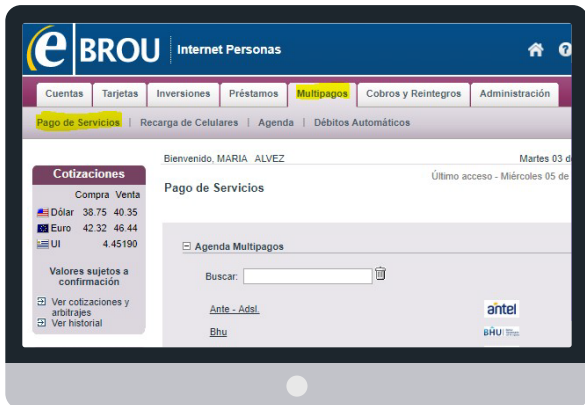 e BROU Internet Personas
Cuentas Tarjetas Inversiones Préstamos Multipagos Cobros y Reintegros Administración
Pago de Servicios | Recarga de Celulares | Agenda | Débitos Automáticos
Bienvenido, MARIA ALVEZ Martes 03 d
Último acceso - Miércoles 05 de
Cotizaciones
Compra Venta
Dólar 38.75 40.35
Euro 42.32 46.44
UI 4.45190
Valores sujetos a
confirmación
Ver cotizaciones y
arbitrajes
Ver historial
Pago de Servicios
Agenda Multipagos
Buscar:
Ante - Adsl.
antel
Bhu
BHU